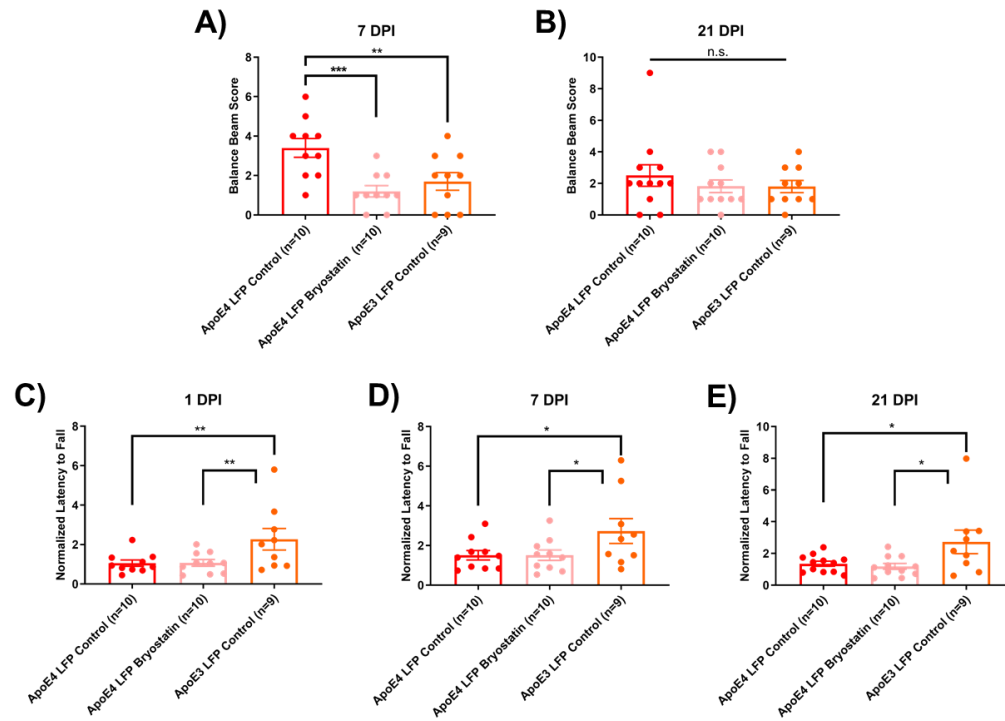 A)
7 DPI
Balance Beam Score
8
6
4
2
0
**
***
ApoE4 LFP Control (n=10)
ApoE4 LFP Bryostatin (n=10)
ApoE3 LFP Control (n=9)
B)
21 DPI
Balance Beam Score
10
8
6
4
2
0
n.s.
ApoE4 LFP Control (n=10)
ApoE4 LFP Bryostatin (n=10)
ApoE3 LFP Control (n=9)
C)
1 DPI
Normalized Latency to Fall
8
6
4
2
0
**
**
ApoE4 LFP Control (n=10)
ApoE4 LFP Bryostatin (n=10)
ApoE3 LFP Control (n=9)
D)
7 DPI
Normalized Latency to Fall
8
6
4
2
0
*
*
ApoE4 LFP Control (n=10)
ApoE4 LFP Bryostatin (n=10)
ApoE3 LFP Control (n=9)
E)
21 DPI
Normalized Latency to Fall
10
8
6
4
2
0
*
*
ApoE4 LFP Control (n=10)
ApoE4 LFP Bryostatin (n=10)
ApoE3 LFP Control (n=9)